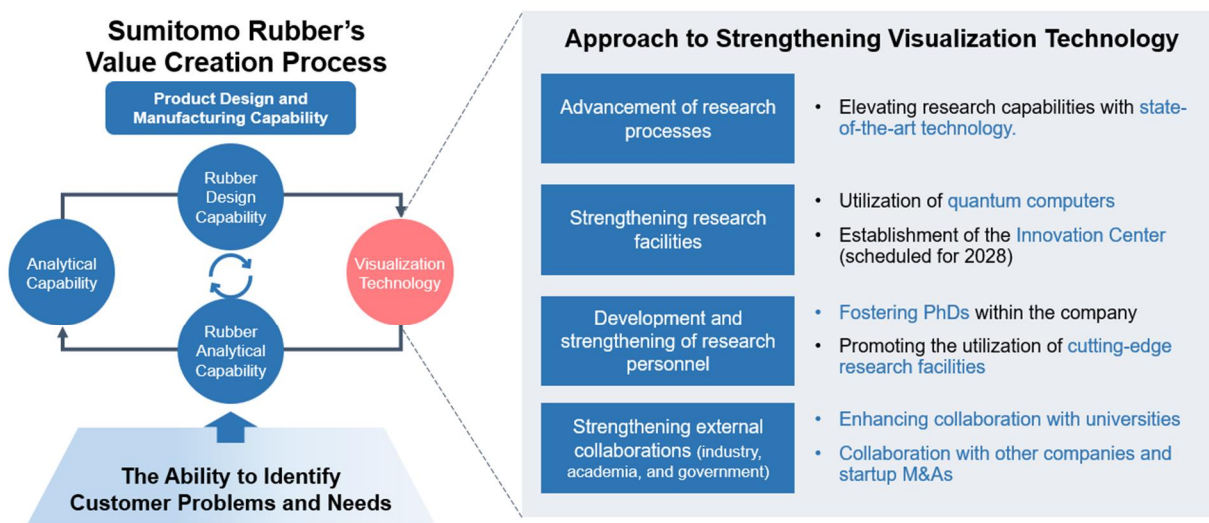 Sumitomo Rubber's
Value Creation Process
Product Design and
Manufacturing Capability
Rubber
Design
Capability
Analytical
Capability
Visualization
Technology
Rubber
Analytical
Capability
The Ability to Identify
Customer Problems and Needs
Approach to Strengthening Visualization Technology
Advancement of research
processes
• Elevating research capabilities with state-
of-the-art technology.
Strengthening research
facilities
• Utilization of quantum computers
• Establishment of the Innovation Center
(scheduled for 2028)
Development and
strengthening of research
personnel
• Fostering PhDs within the company
• Promoting the utilization of cutting-edge
research facilities
Strengthening external
collaborations (industry,
academia, and government)
• Enhancing collaboration with universities
• Collaboration with other companies and
startup M&As